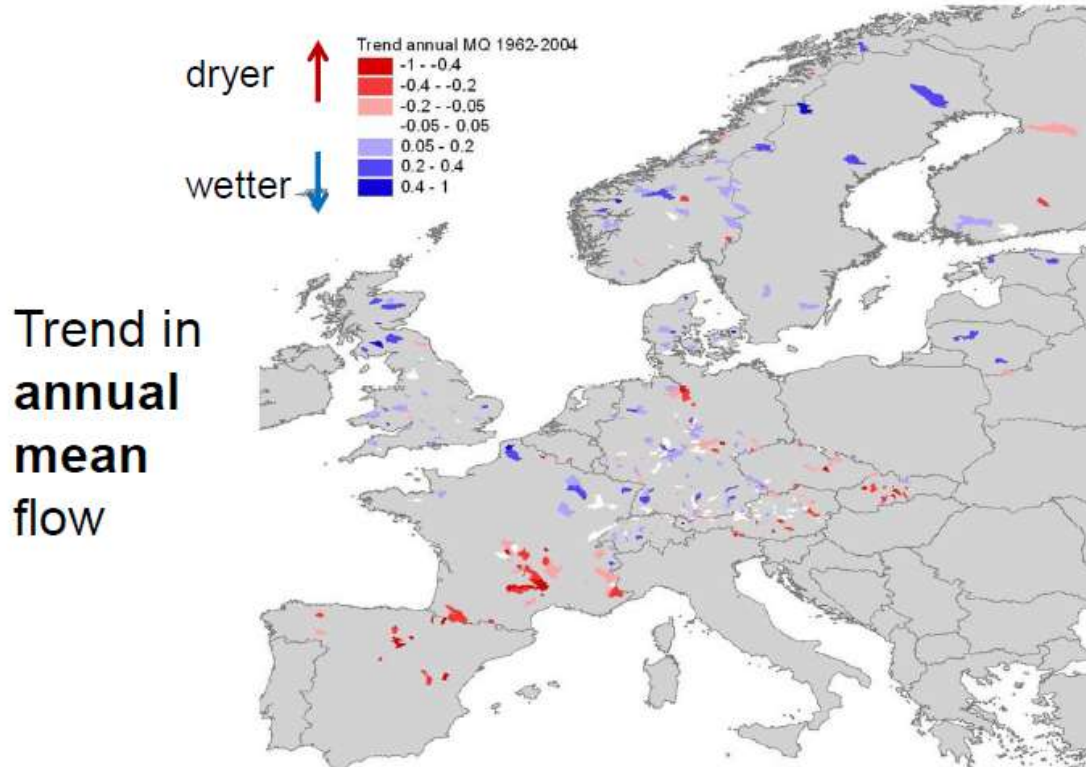 dryer
wetter
Trend annual MQ 1962-2004
-1 - -0.4
-0.4 - -0.2
-0.2 - -0.05
-0.05 - 0.05
0.05 - 0.2
0.2 - 0.4
0.4 - 1
Trend in
annual
mean
flow